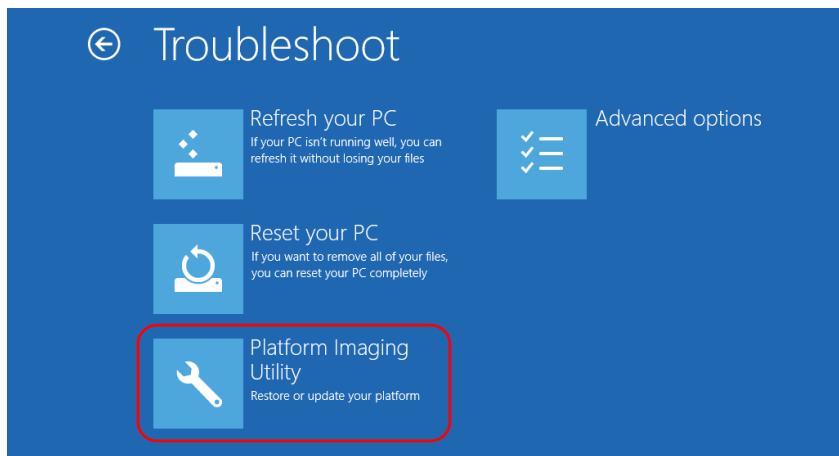 Troubleshoot
Refresh your PC
If your PC isn't running well, you can
refresh it without losing your files
Advanced options
Reset your PC
If you want to remove all of your files,
you can reset your PC completely
Platform Imaging
Utility
Restore or update your platform